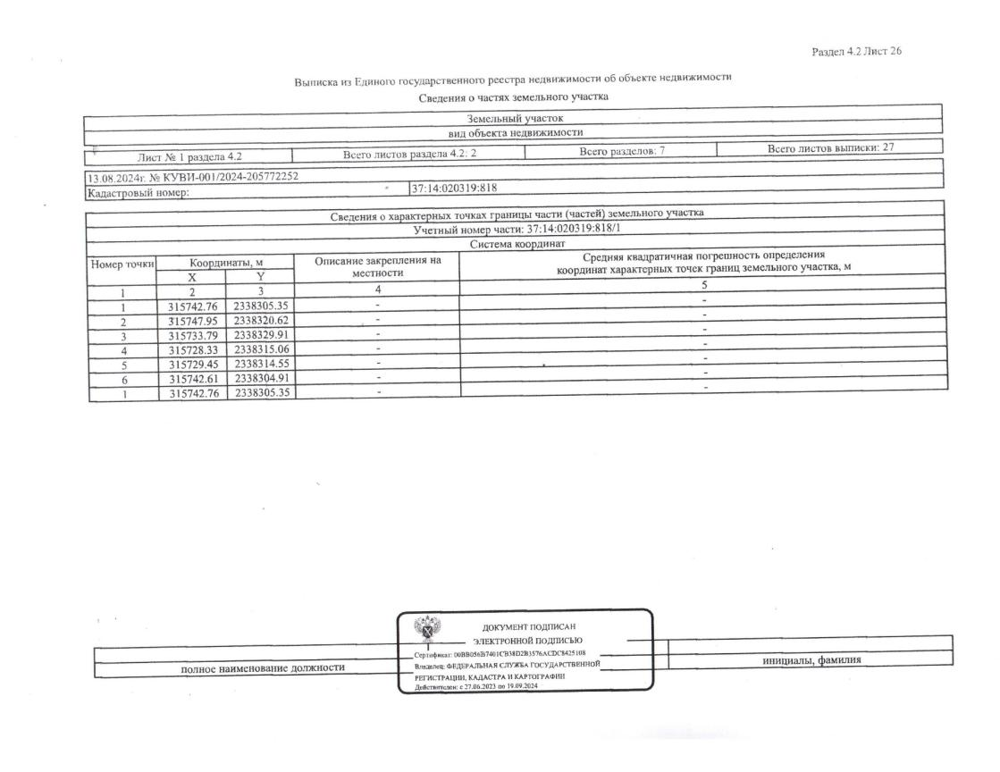 Раздел 4.2 Лист 26
Выписка из Единого государственного реестра недвижимости об объекте недвижимости
Сведения о частях земельного участка
Земельный участок
вид объекта недвижимости
Лист № 1 раздела 4.2 Всего листов раздела 4.2: 2 Всего разделов: 7 Всего листов выписки: 27
13.08.2024г. № КУВИ-001/2024-205772252
Кадастровый номер: 37:14:020319:818
Сведения о характерных точках границы части (частей) земельного участка
Учетный номер части: 37:14:020319:818/1
Система координат
Номер точки Координаты, м Описание закрепления на местности Средняя квадратичная погрешность определения координат характерных точек границ земельного участка, м
X Y
1 2 3 4 5
1 315742.76 2338305.35 - -
2 315747.95 2338320.62 - -
3 315733.79 2338329.91 - -
4 315728.33 2338315.06 - -
5 315729.45 2338314.55 - -
6 315742.61 2338304.91 - -
1 315742.76 2338305.35 - -
ДОКУМЕНТ ПОДПИСАН
ЭЛЕКТРОННОЙ ПОДПИСЬЮ
Сертификат: 00BB056B7401CB38D2B3576ACDC8425108
Владелец: ФЕДЕРАЛЬНАЯ СЛУЖБА ГОСУДАРСТВЕННОЙ
РЕГИСТРАЦИИ, КАДАСТРА И КАРТОГРАФИИ
Действителен: с 27.06.2023 по 19.09.2024
полное наименование должности
инициалы, фамилия